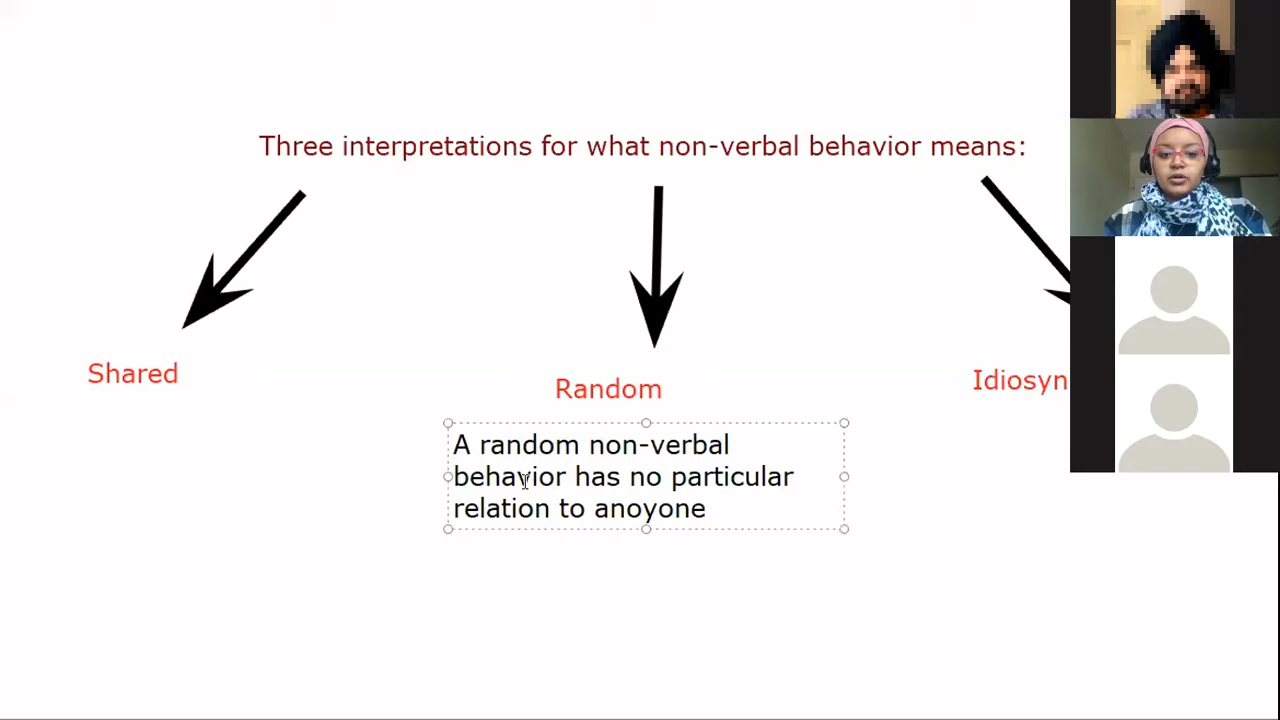 Three interpretations for what non-verbal behavior means:
Shared
Random
Idiosyn
A random non-verbal
behavior has no particular
relation to anoyone